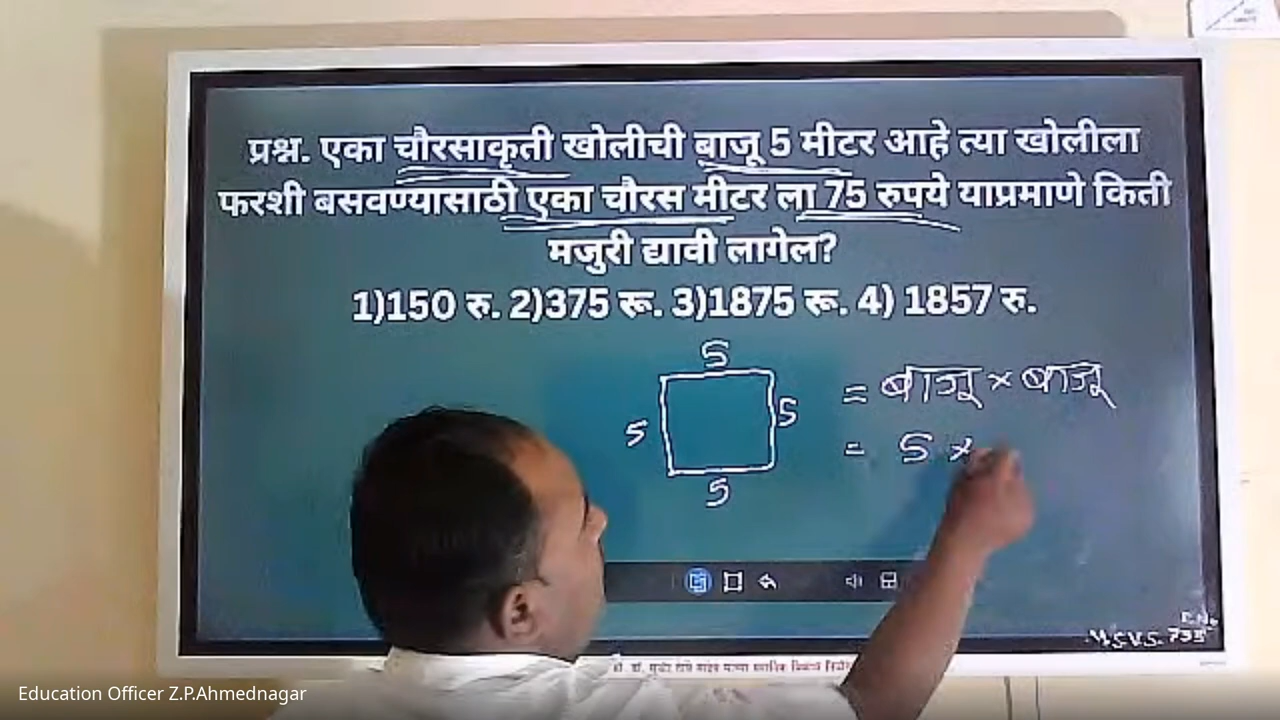 प्रश्न. एका चौरसाकृती खोलीची बाजू 5 मीटर आहे त्या खोलीला
फरशी बसवण्यासाठी एका चौरस मीटर ला 75 रुपये याप्रमाणे किती
मजुरी द्यावी लागेल?
1)150 रु. 2)375 रू. 3)1875 रू. 4) 1857 रु.
5
5
5
5
= बाजू × बाजू
= 5 ×
Education Officer Z.P.Ahmednagar